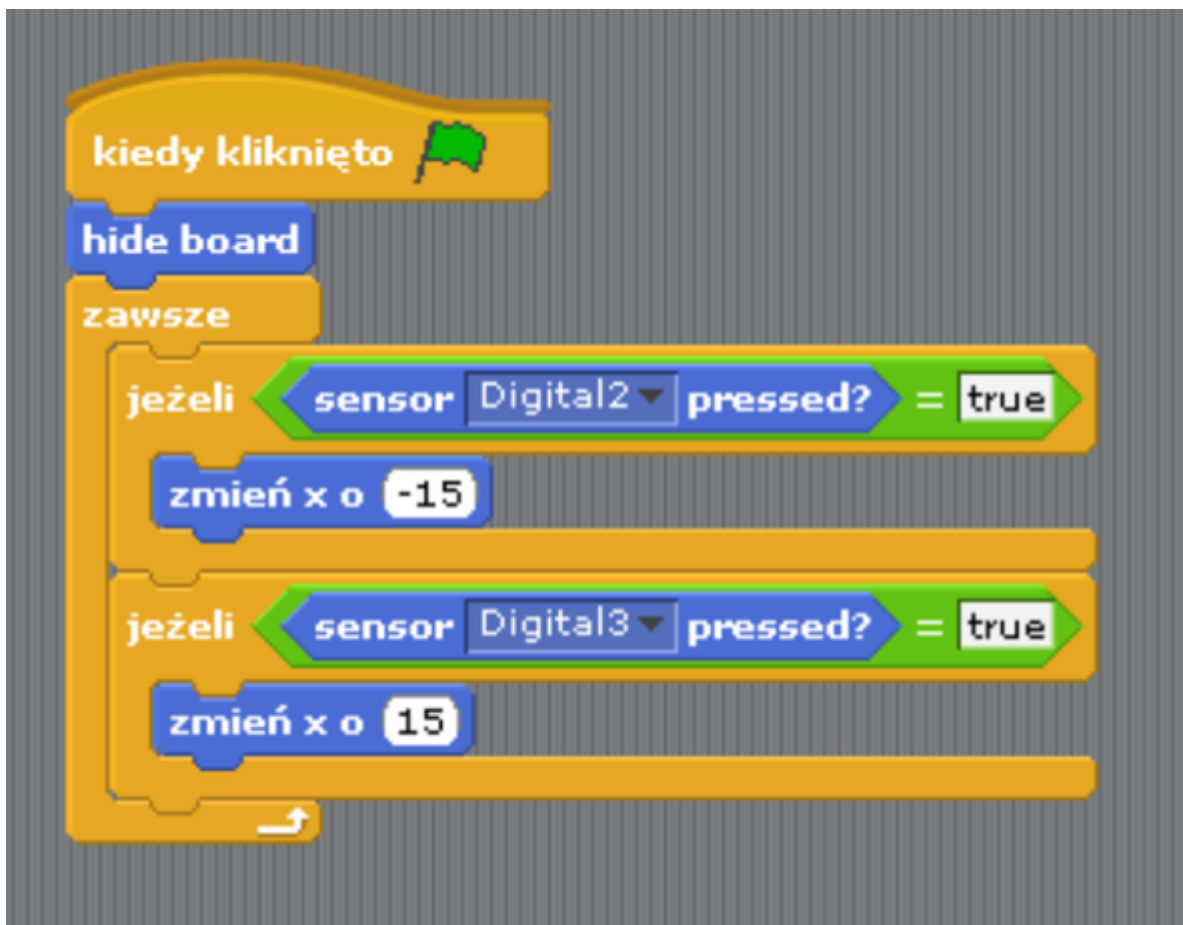 kiedy kliknięto
hide board
zawsze
jeżeli sensor Digital2 pressed? = true
zmień x o -15
jeżeli sensor Digital3 pressed? = true
zmień x o 15